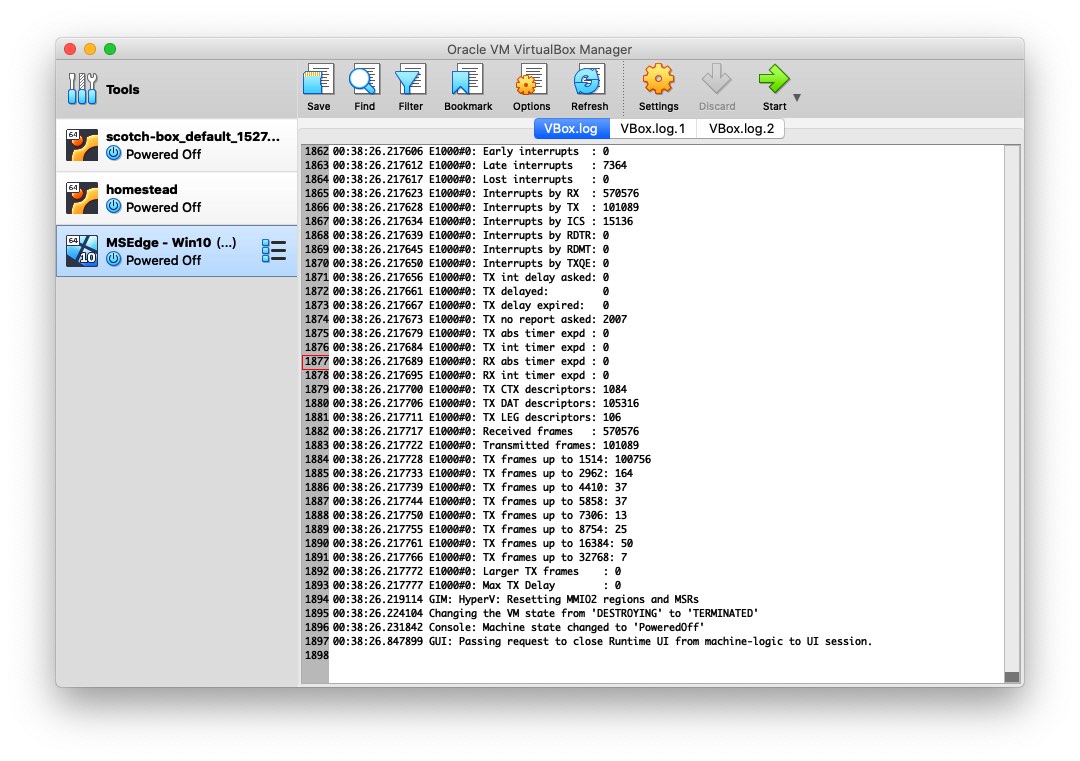 Oracle VM VirtualBox Manager
Tools
Save Find Filter Bookmark Options Refresh Settings Discard Start
64 scotch-box_default_1527...
Powered Off
64 homestead
Powered Off
64 10 MSEdge - Win10 (...)
Powered Off
VBox.log VBox.log.1 VBox.log.2
1862 00:38:26.217606 E1000#0: Early interrupts : 0
1863 00:38:26.217612 E1000#0: Late interrupts : 7364
1864 00:38:26.217617 E1000#0: Lost interrupts : 0
1865 00:38:26.217623 E1000#0: Interrupts by RX : 570576
1866 00:38:26.217628 E1000#0: Interrupts by TX : 101089
1867 00:38:26.217634 E1000#0: Interrupts by ICS : 15136
1868 00:38:26.217639 E1000#0: Interrupts by RDTR: 0
1869 00:38:26.217645 E1000#0: Interrupts by RDMT: 0
1870 00:38:26.217650 E1000#0: Interrupts by TXQE: 0
1871 00:38:26.217656 E1000#0: TX int delay asked: 0
1872 00:38:26.217661 E1000#0: TX delayed: 0
1873 00:38:26.217667 E1000#0: TX delay expired: 0
1874 00:38:26.217673 E1000#0: TX no report asked: 2007
1875 00:38:26.217679 E1000#0: TX abs timer expd : 0
1876 00:38:26.217684 E1000#0: TX int timer expd : 0
1877 00:38:26.217689 E1000#0: RX abs timer expd : 0
1878 00:38:26.217695 E1000#0: RX int timer expd : 0
1879 00:38:26.217700 E1000#0: TX CTX descriptors: 1084
1880 00:38:26.217706 E1000#0: TX DAT descriptors: 105316
1881 00:38:26.217711 E1000#0: TX LEG descriptors: 106
1882 00:38:26.217717 E1000#0: Received frames : 570576
1883 00:38:26.217722 E1000#0: Transmitted frames: 101089
1884 00:38:26.217728 E1000#0: TX frames up to 1514: 100756
1885 00:38:26.217733 E1000#0: TX frames up to 2962: 164
1886 00:38:26.217739 E1000#0: TX frames up to 4410: 37
1887 00:38:26.217744 E1000#0: TX frames up to 5858: 37
1888 00:38:26.217750 E1000#0: TX frames up to 7306: 13
1889 00:38:26.217755 E1000#0: TX frames up to 8754: 25
1890 00:38:26.217761 E1000#0: TX frames up to 16384: 50
1891 00:38:26.217766 E1000#0: TX frames up to 32768: 7
1892 00:38:26.217772 E1000#0: Larger TX frames : 0
1893 00:38:26.217777 E1000#0: Max TX Delay : 0
1894 00:38:26.219114 GIM: HyperV: Resetting MMIO2 regions and MSRs
1895 00:38:26.224104 Changing the VM state from 'DESTROYING' to 'TERMINATED'
1896 00:38:26.231842 Console: Machine state changed to 'PoweredOff'
1897 00:38:26.847899 GUI: Passing request to close Runtime UI from machine-logic to UI session.
1898